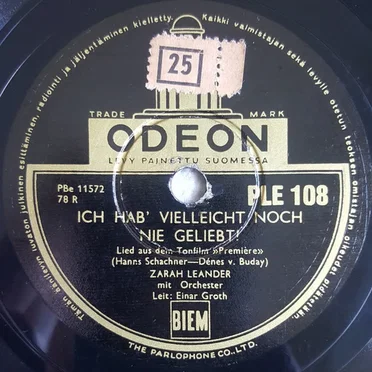 Tämän äänilevyn luvaton julkinen esittäminen, radiointi ja jäljentäminen kielletty • Kaikki valmistajan sekä levylle otetun teoksen omistajan oikeudet pidätetään
25
TRADE MARK
ODEON
LEVY PAINETTU SUOMESSA
PBe 11572
78 R
PLE 108
ICH HAB' VIELLEICHT NOCH
NIE GELIEBT!
Lied aus dem Tonfilm »Première»
(Hanns Schachner—Dénes v. Buday)
ZARAH LEANDER
mit Orchester
Leit: Einar Groth
BIEM
THE PARLOPHONE CO., LTD.